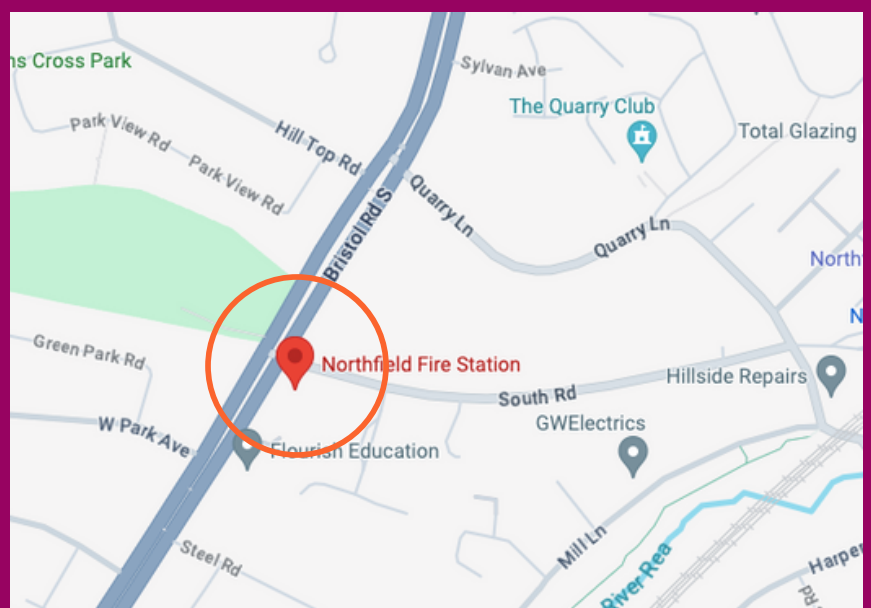 ns Cross Park
Sylvan Ave
The Quarry Club
Park View Rd
Hill Top Rd
Total Glazing
Park View Rd
Quarry Ln
Bristol Rd S
Quarry Ln
North
N
Green Park Rd
Northfield Fire Station
South Rd
Hillside Repairs
W Park Ave
GWElectrics
Flourish Education
Steel Rd
Mill Ln
River Rea
Harper
Rd